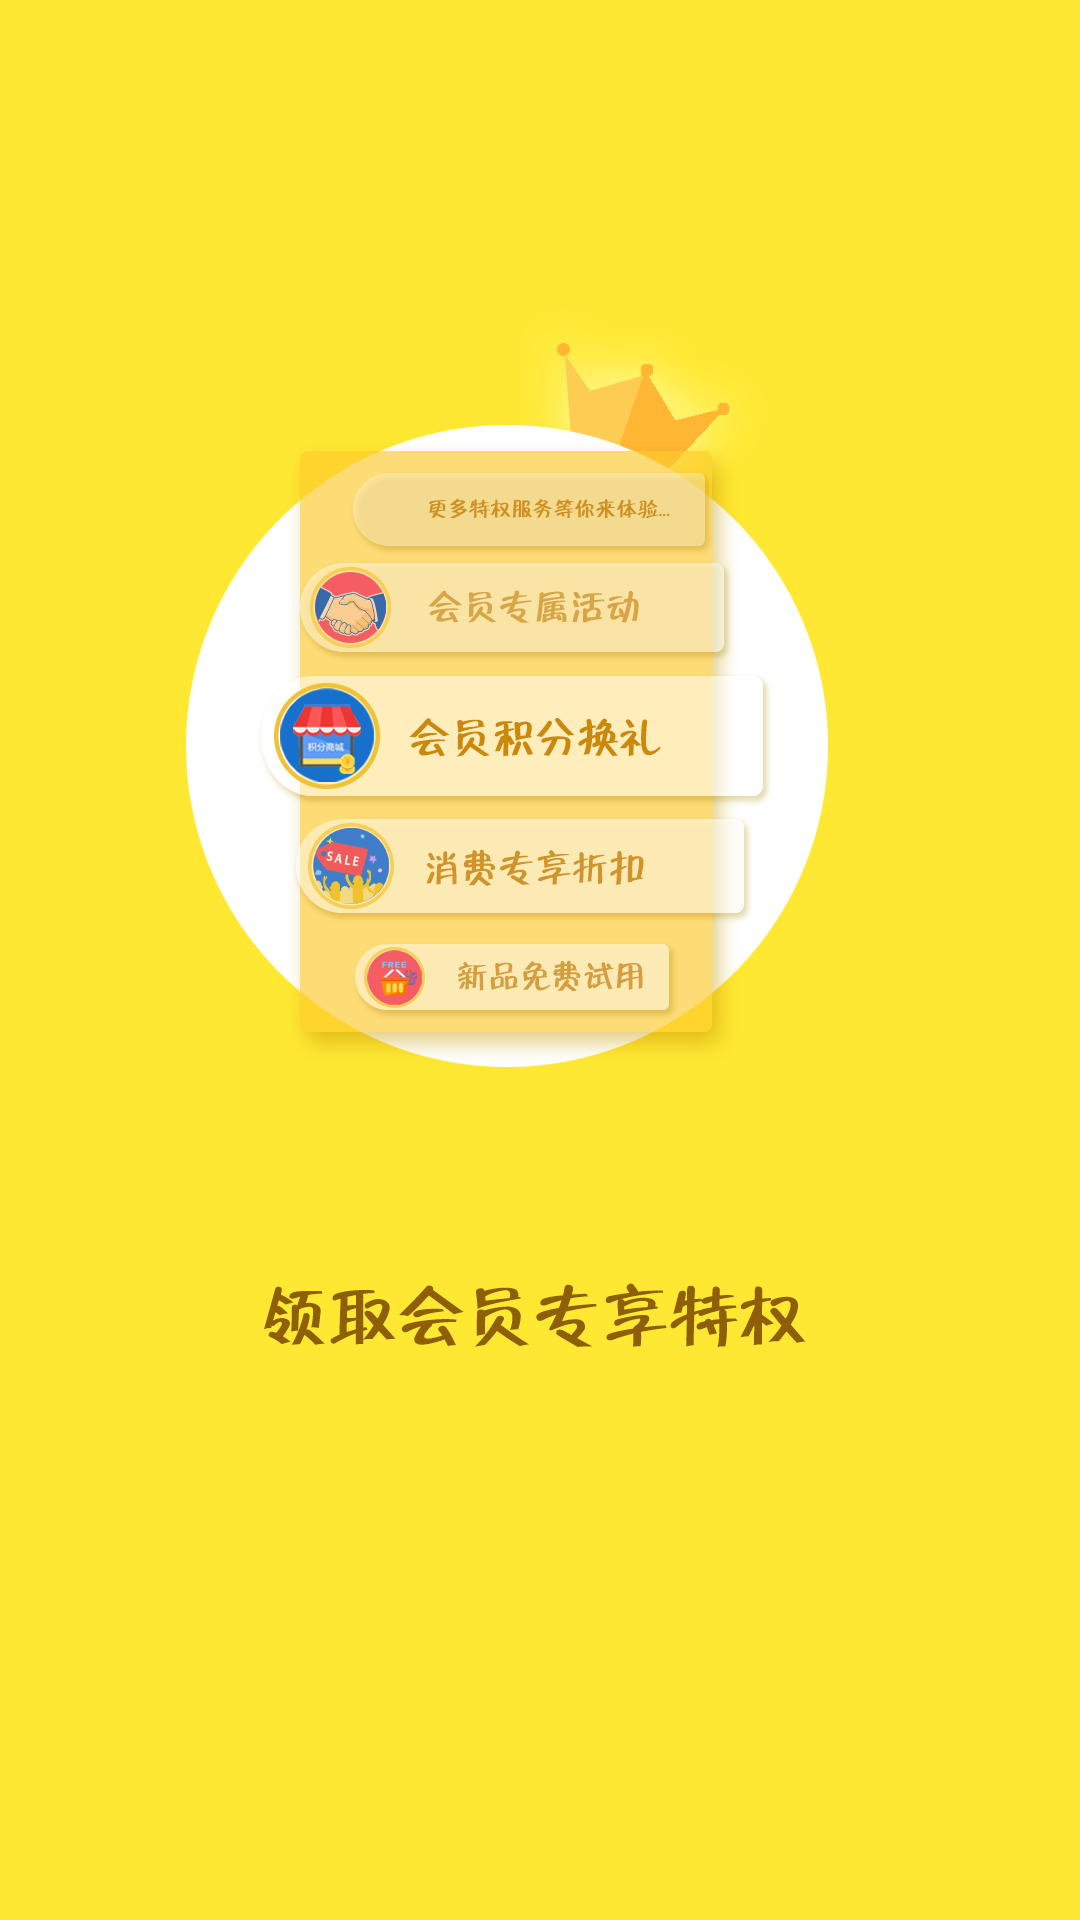 更多特权服务等你来体验...
会员专属活动
积分商城
会员积分换礼
SALE
消费专享折扣
FREE
新品免费试用
领取会员专享特权